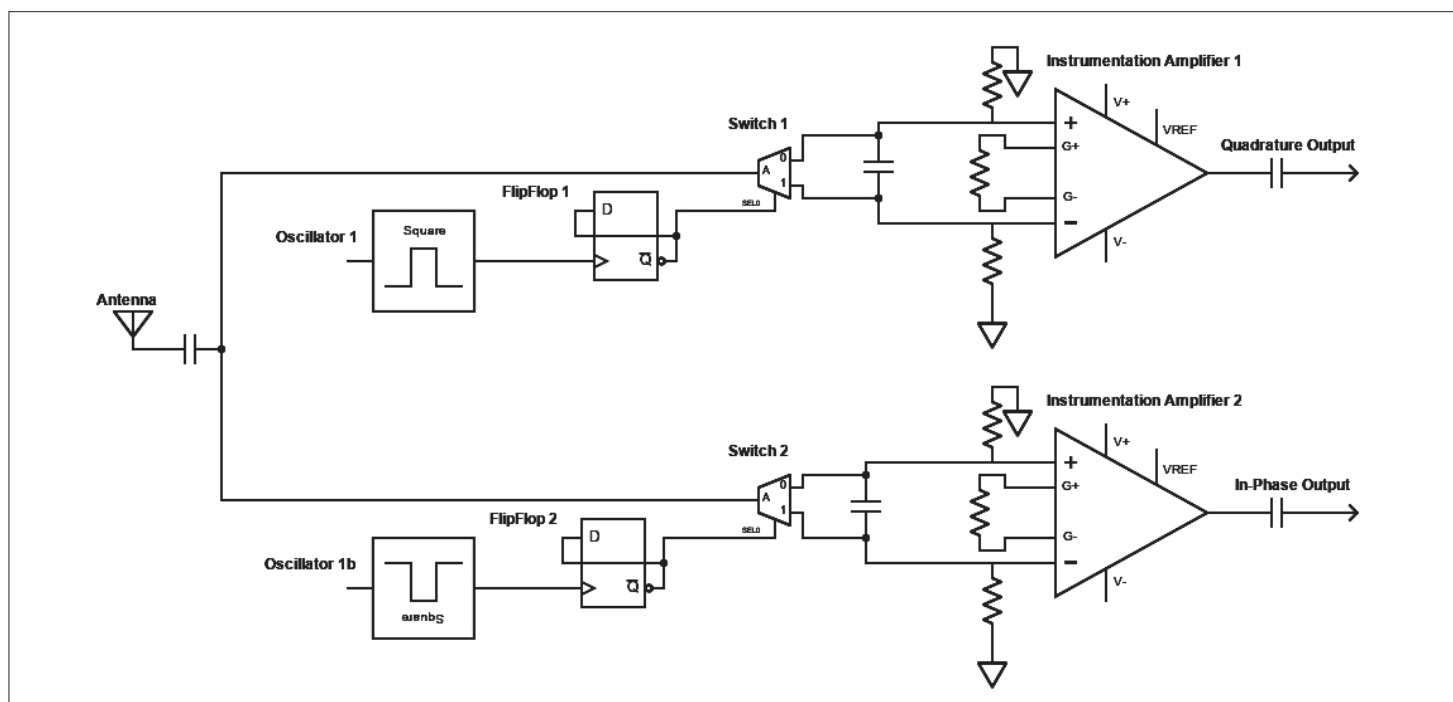 Instrumentation Amplifier 1
V+
Switch 1
+
VREF
0
G+
Quadrature Output
A
1
FlipFlop 1
G-
D
SEL0
Oscillator 1
Square
−
V-
Q̅
Antenna
Instrumentation Amplifier 2
V+
Switch 2
+
VREF
0
G+
In-Phase Output
A
1
FlipFlop 2
G-
D
SEL0
−
Oscillator 1b
V-
Q̅
Square